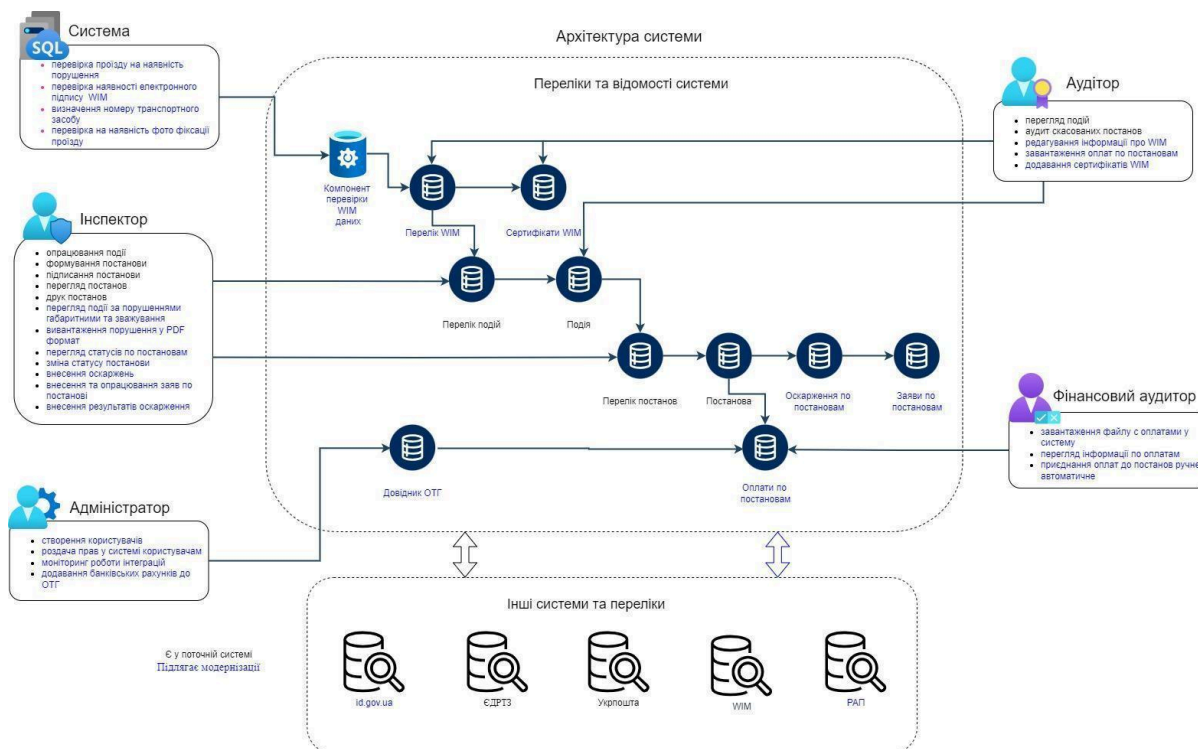 Архітектура системи
Переліки та відомості системи
Система
SQL
перевірка проїзду на наявність
порушення
перевірка наявності електронного
підпису WIM
визначення номеру транспортного
засобу
перевірка на наявність фото фіксації
проїзду
Аудітор
перегляд подій
аудит скасованих постанов
редагування інформації про WIM
завантаження оплат по постановам
додавання сертифікатів WIM
Компонент
перевірки
WIM
даних
Перелік WIM
Сертифікати WIM
Інспектор
опрацювання події
формування постанови
підписання постанови
перегляд постанов
друк постанов
перегляд події за порушеннями
габаритними та зважування
вивантаження порушення у PDF
формат
перегляд статусів по постановам
зміна статусу постанови
внесення оскаржень
внесення та опрацювання заяв по
постанові
внесення результатів оскарження
Перелік подій
Подія
Перелік постанов
Постанова
Оскарження по
постановам
Заяви по
постановам
Фінансовий аудитор
завантаження файлу с оплатами у
систему
перегляд інформації по оплатам
приєднання оплат до постанов ручне
автоматичне
Довідник ОТГ
Оплати по
постановам
Адміністратор
створення користувачів
роздача прав у системі користувачам
моніторинг роботи інтеграцій
додавання банківських рахунків до
ОТГ
Інші системи та переліки
Є у поточній системі
Підлягає модернізації
id.gov.ua
ЄДРТЗ
Укрпошта
WIM
РАП